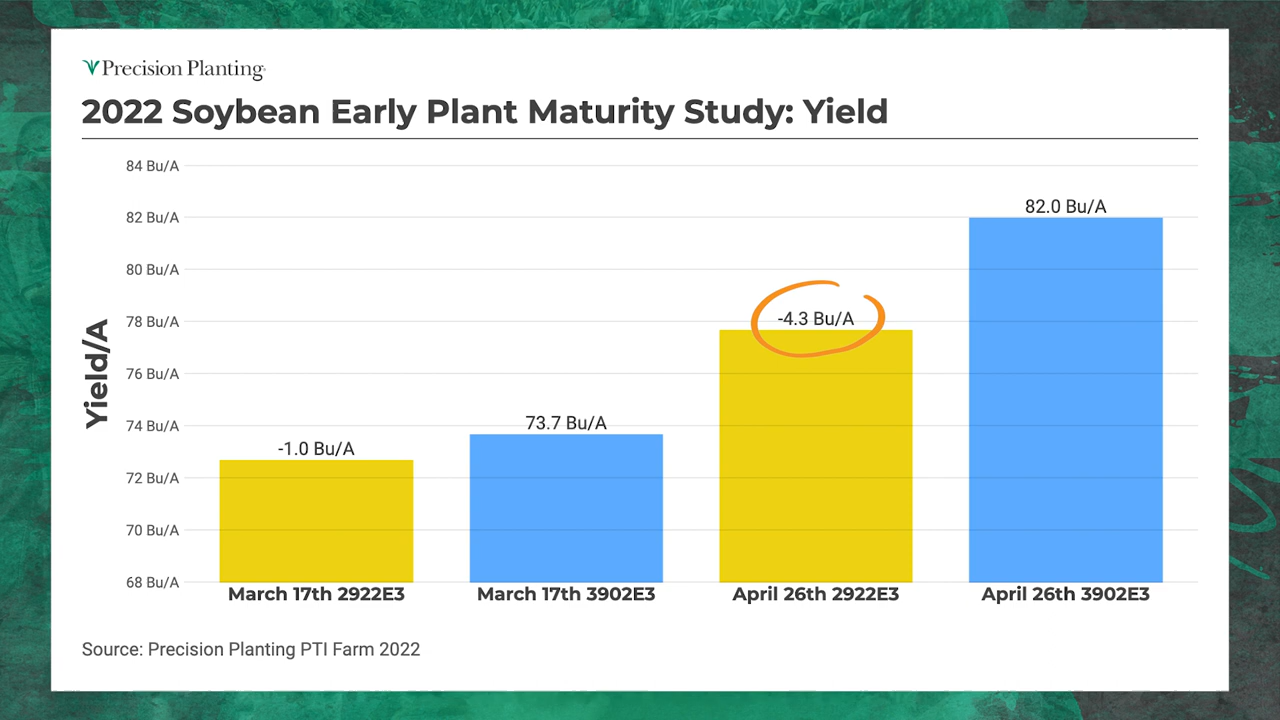 Precision Planting
2022 Soybean Early Plant Maturity Study: Yield
Yield/A
84 Bu/A
82 Bu/A
80 Bu/A
78 Bu/A
76 Bu/A
74 Bu/A
72 Bu/A
70 Bu/A
68 Bu/A
-1.0 Bu/A
73.7 Bu/A
-4.3 Bu/A
82.0 Bu/A
March 17th 2922E3
March 17th 3902E3
April 26th 2922E3
April 26th 3902E3
Source: Precision Planting PTI Farm 2022